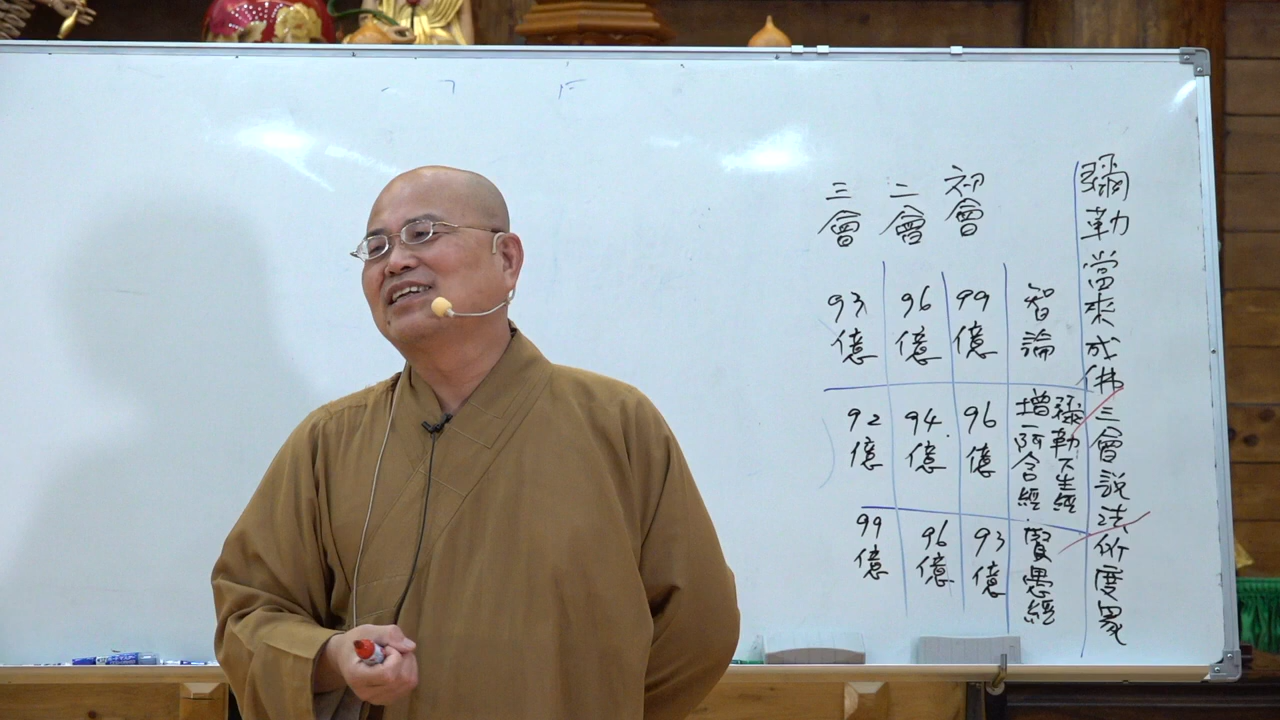 彌勒當來成佛三會說法所度眾
彌勒下生經
智論
增一阿含經
賢愚經
初會
99億
96億
93億
二會
96億
94億
96億
三會
93億
92億
99億